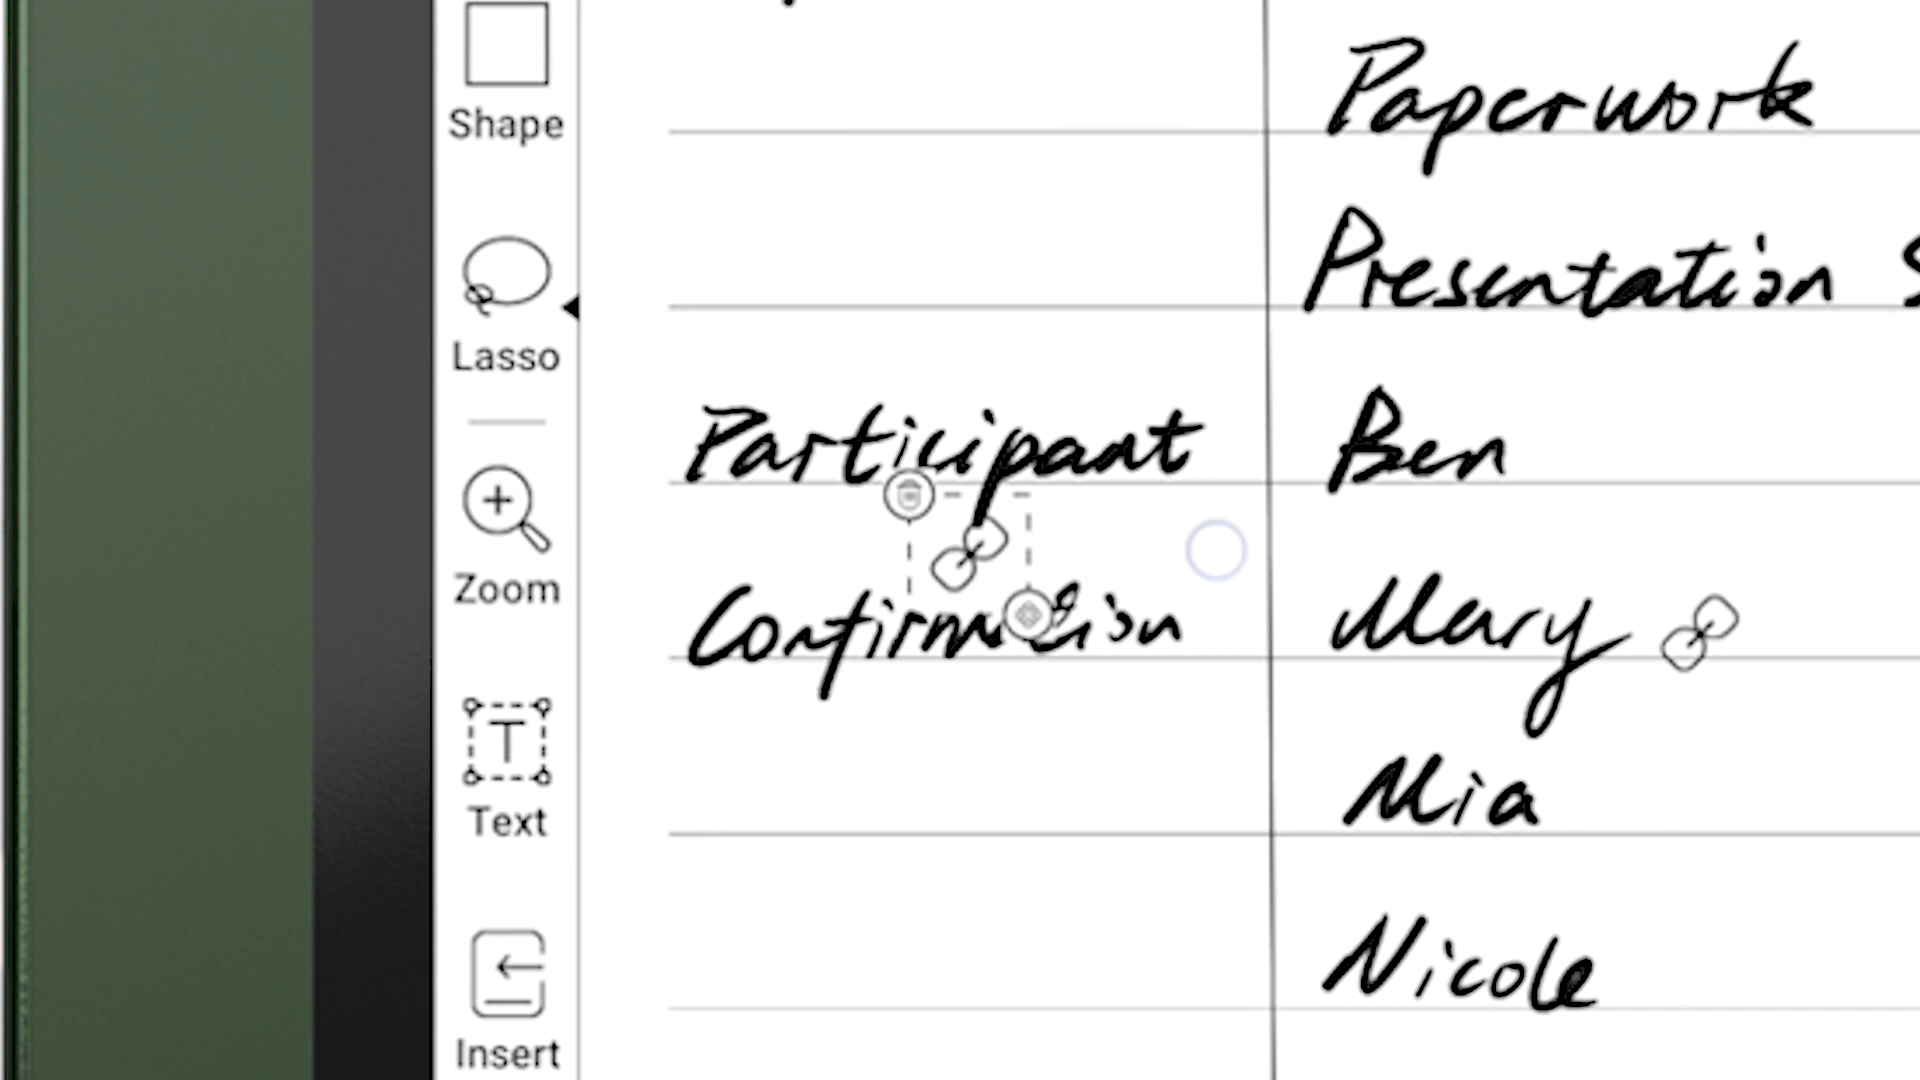 Shape
Lasso
Zoom
Text
Insert
Participant
Confirmation
Paperwork
Presentation
Ben
Mary
Mia
Nicole